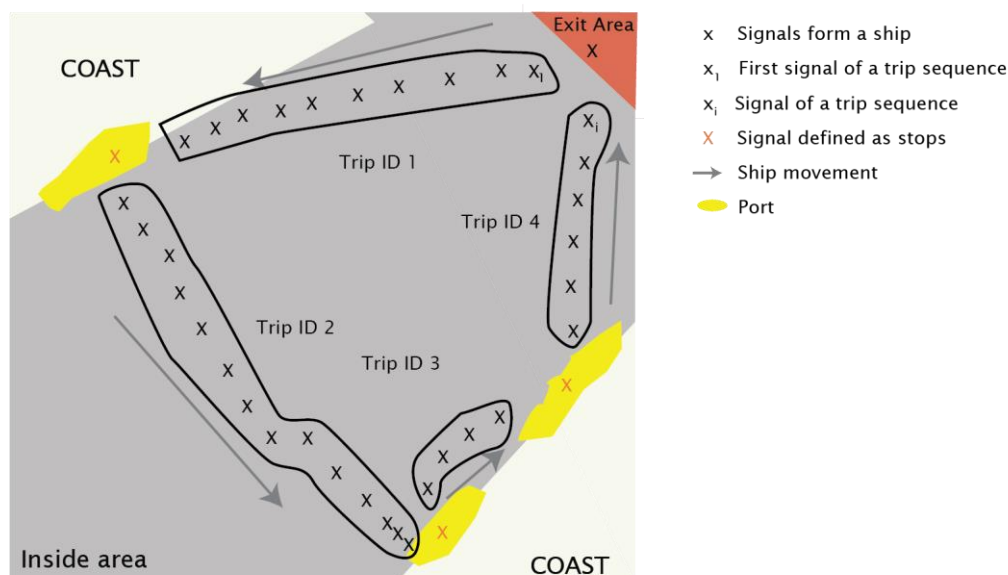 Exit Area
x
COAST
x₁
Trip ID 1
xᵢ
Trip ID 4
Trip ID 2
Trip ID 3
Inside area
COAST
x Signals form a ship
x₁ First signal of a trip sequence
xᵢ Signal of a trip sequence
x Signal defined as stops
Ship movement
Port